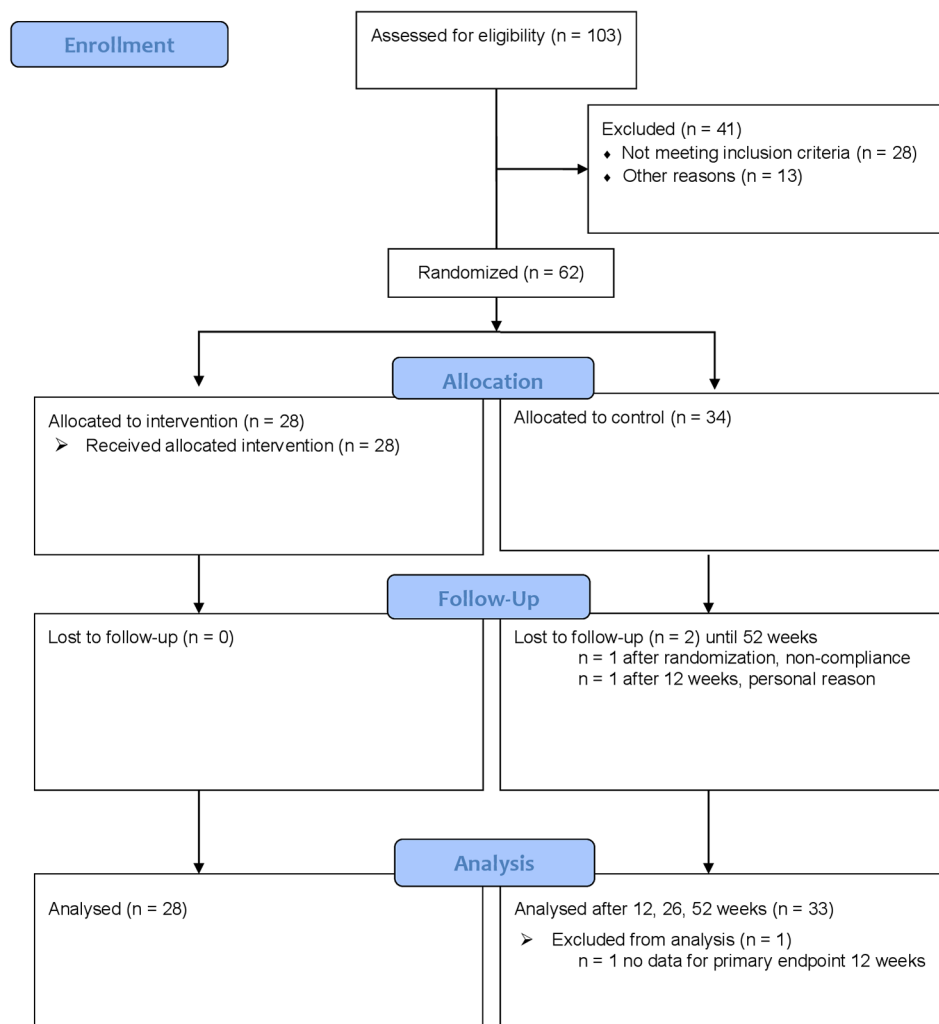 Enrollment
Assessed for eligibility (n = 103)
Excluded (n = 41)
♦ Not meeting inclusion criteria (n = 28)
♦ Other reasons (n = 13)
Randomized (n = 62)
Allocation
Allocated to intervention (n = 28)
➢ Received allocated intervention (n = 28)
Allocated to control (n = 34)
Follow-Up
Lost to follow-up (n = 0)
Lost to follow-up (n = 2) until 52 weeks
n = 1 after randomization, non-compliance
n = 1 after 12 weeks, personal reason
Analysis
Analysed (n = 28)
Analysed after 12, 26, 52 weeks (n = 33)
➢ Excluded from analysis (n = 1)
n = 1 no data for primary endpoint 12 weeks